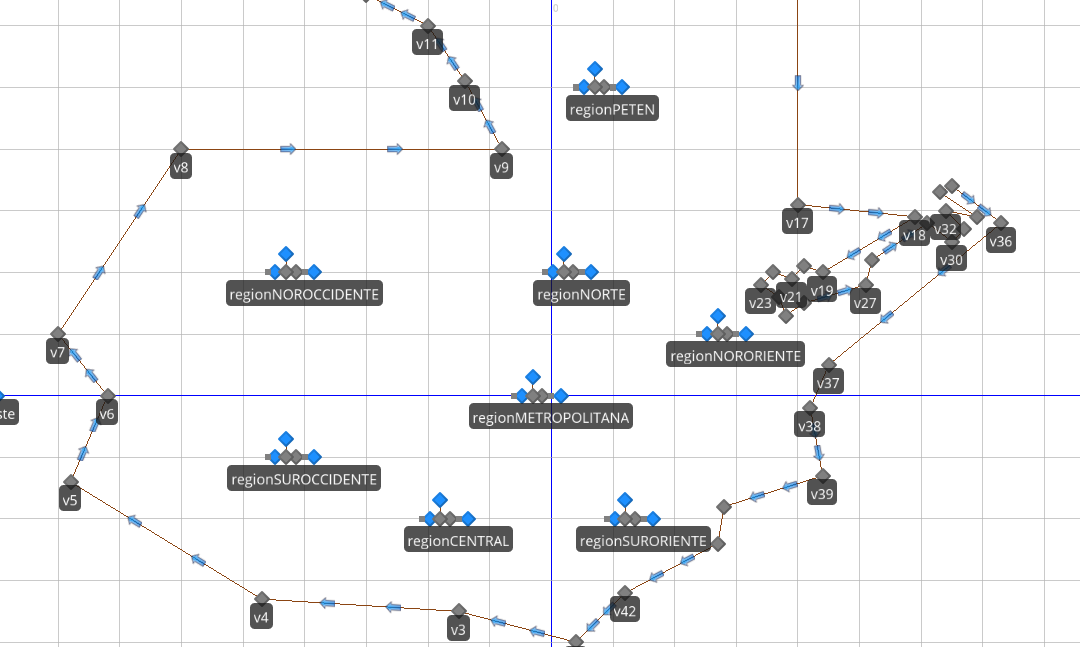 v11
v10
regionPETEN
v8
v9
v17
v18
v32
v36
v30
regionNOROCCIDENTE
regionNORTE
v23
v21
v19
v27
v7
regionNORORIENTE
v37
ste
v6
regionMETROPOLITANA
v38
regionSUROCCIDENTE
v5
v39
regionCENTRAL
regionSURORIENTE
v4
v3
v42